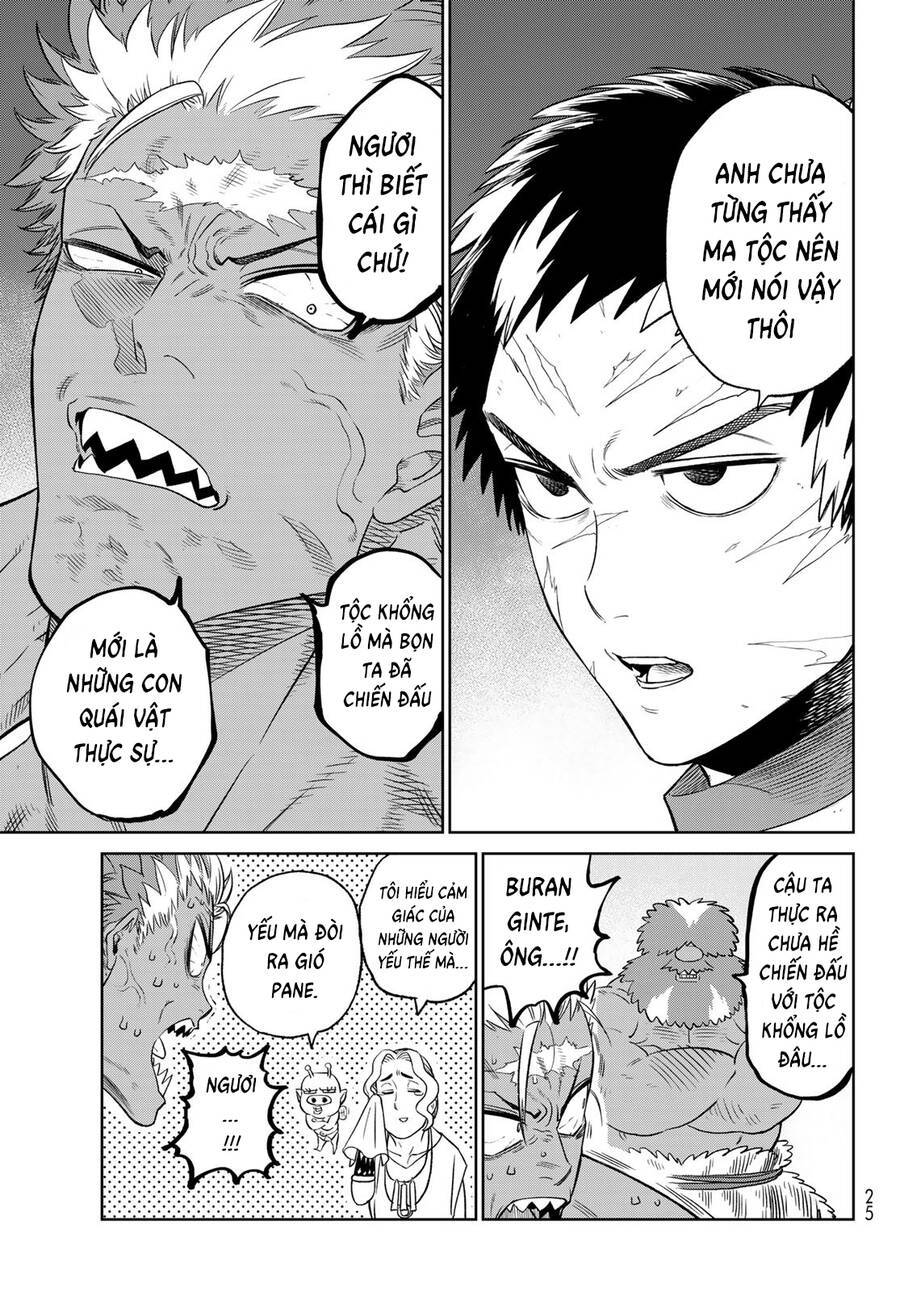 ANH CHƯA
TỪNG THẤY
MA TỘC NÊN
MỚI NÓI VẬY
THÔI
NGƯƠI
THÌ BIẾT
CÁI GÌ
CHỨ!
TỘC KHỔNG
LỒ MÀ BỌN
TA ĐÃ
CHIẾN ĐẤU
MỚI LÀ
NHỮNG CON
QUÁI VẬT
THỰC SỰ...
CẬU TA
THỰC RA
CHƯA HỀ
CHIẾN ĐẤU
VỚI TỘC
KHỔNG LỒ
ĐÂU...
BURAN
GINTE,
ÔNG...!!
TÔI HIỂU CẢM
GIÁC CỦA
NHỮNG NGƯỜI
YẾU THẾ MÀ...
YẾU MÀ ĐÒI
RA GIÓ
PANE.
NGƯƠI
...
!!!
25